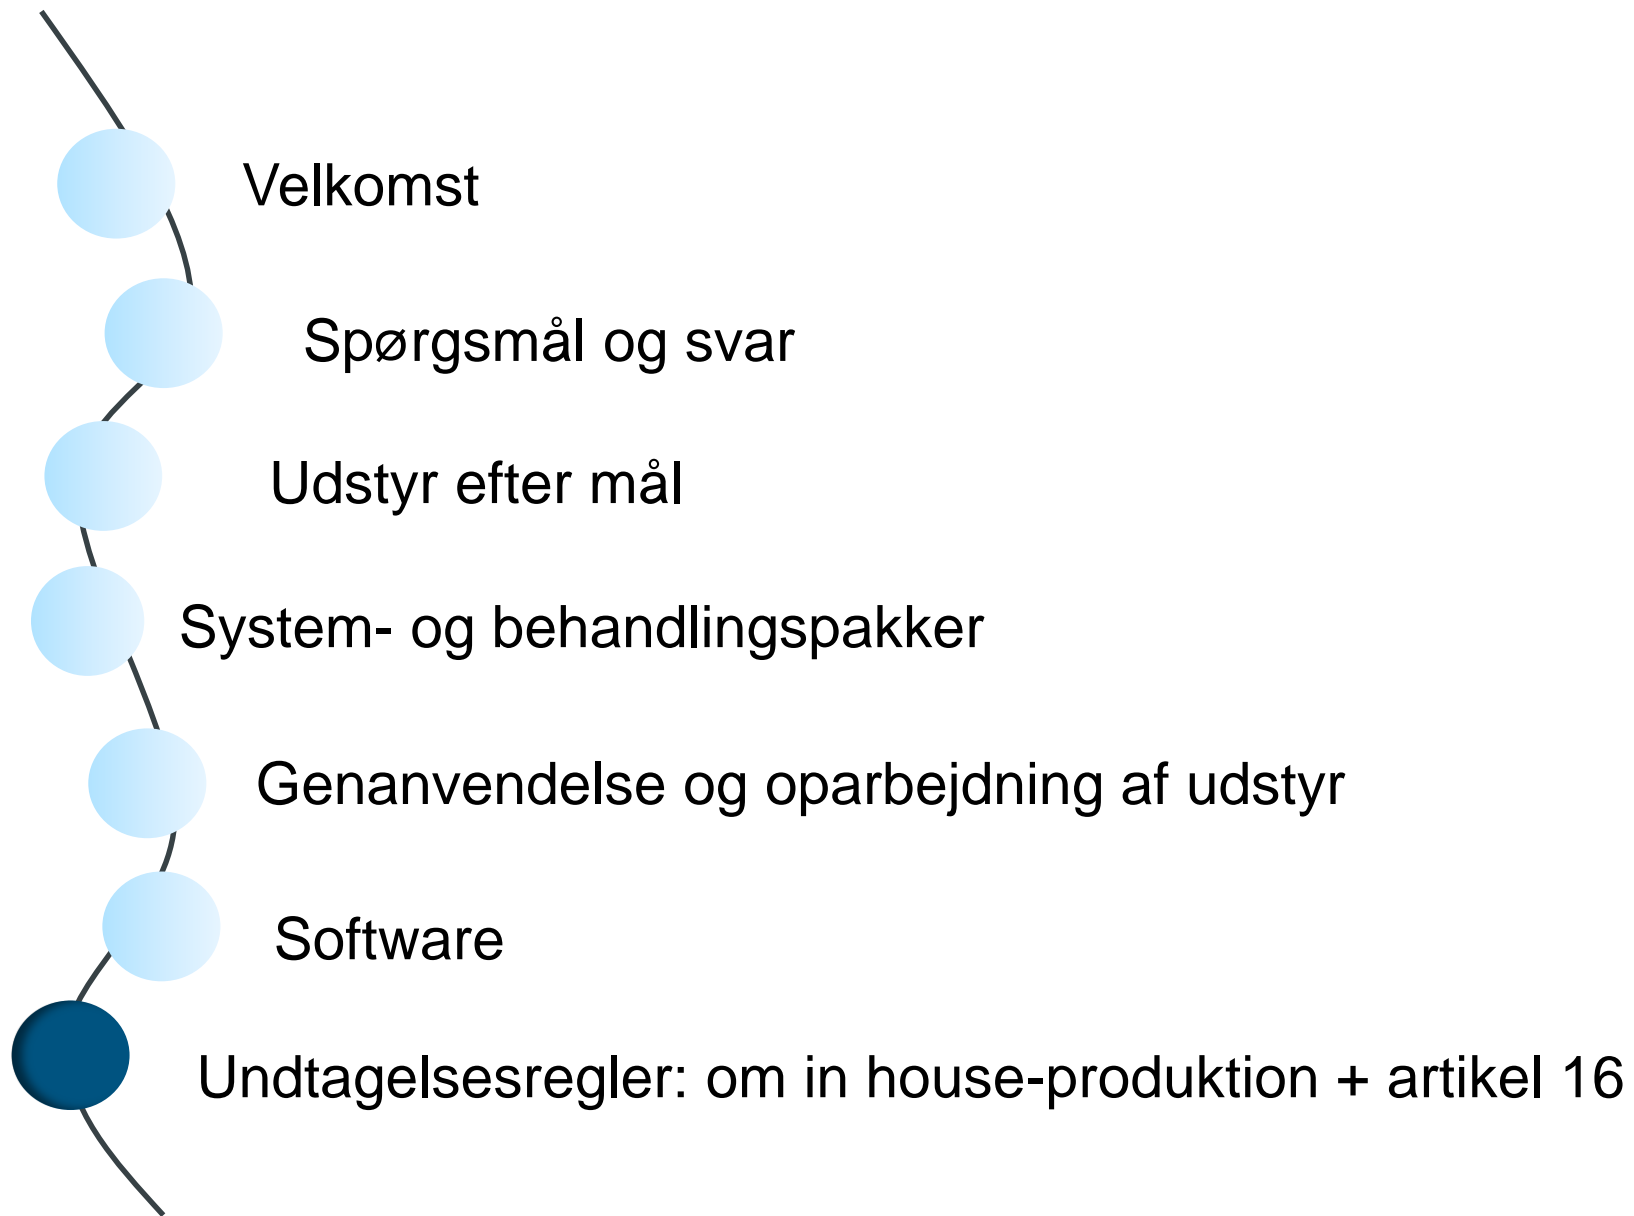 Velkomst
Spørgsmål og svar
Udstyr efter mål
System- og behandlingspakker
Genanvendelse og oparbejdning af udstyr
Software
Undtagelsesregler: om in house-produktion + artikel 16